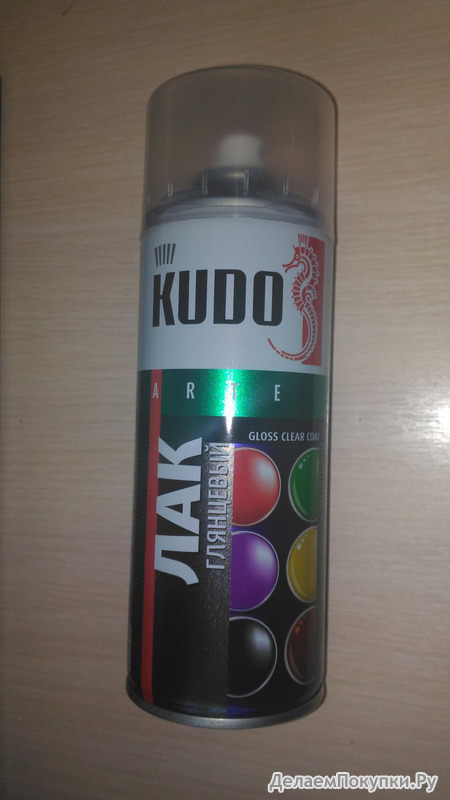 KUDO
ARTE
GLOSS CLEAR COAT
ЛАК
ГЛЯНЦЕВЫЙ
ДелаемПокупки.Ру